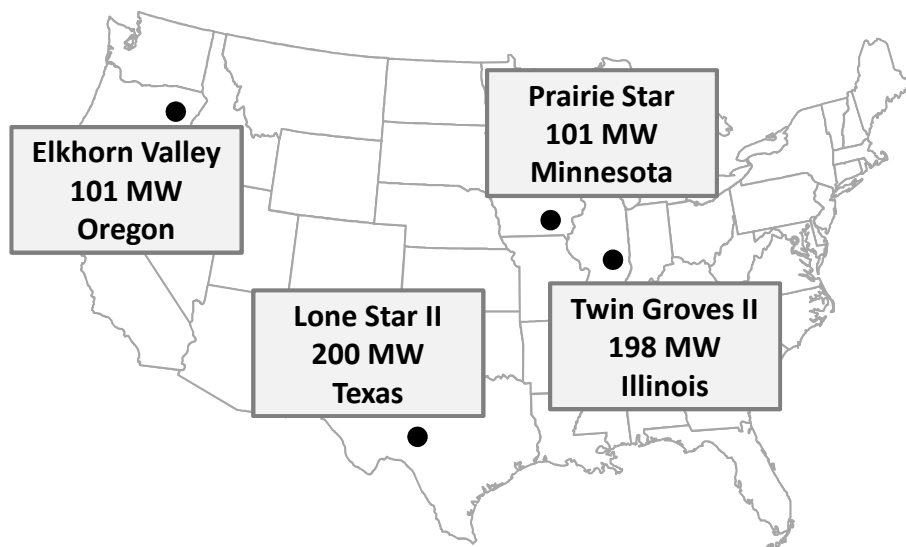 Prairie Star
101 MW
Minnesota
Elkhorn Valley
101 MW
Oregon
Lone Star II
200 MW
Texas
Twin Groves II
198 MW
Illinois